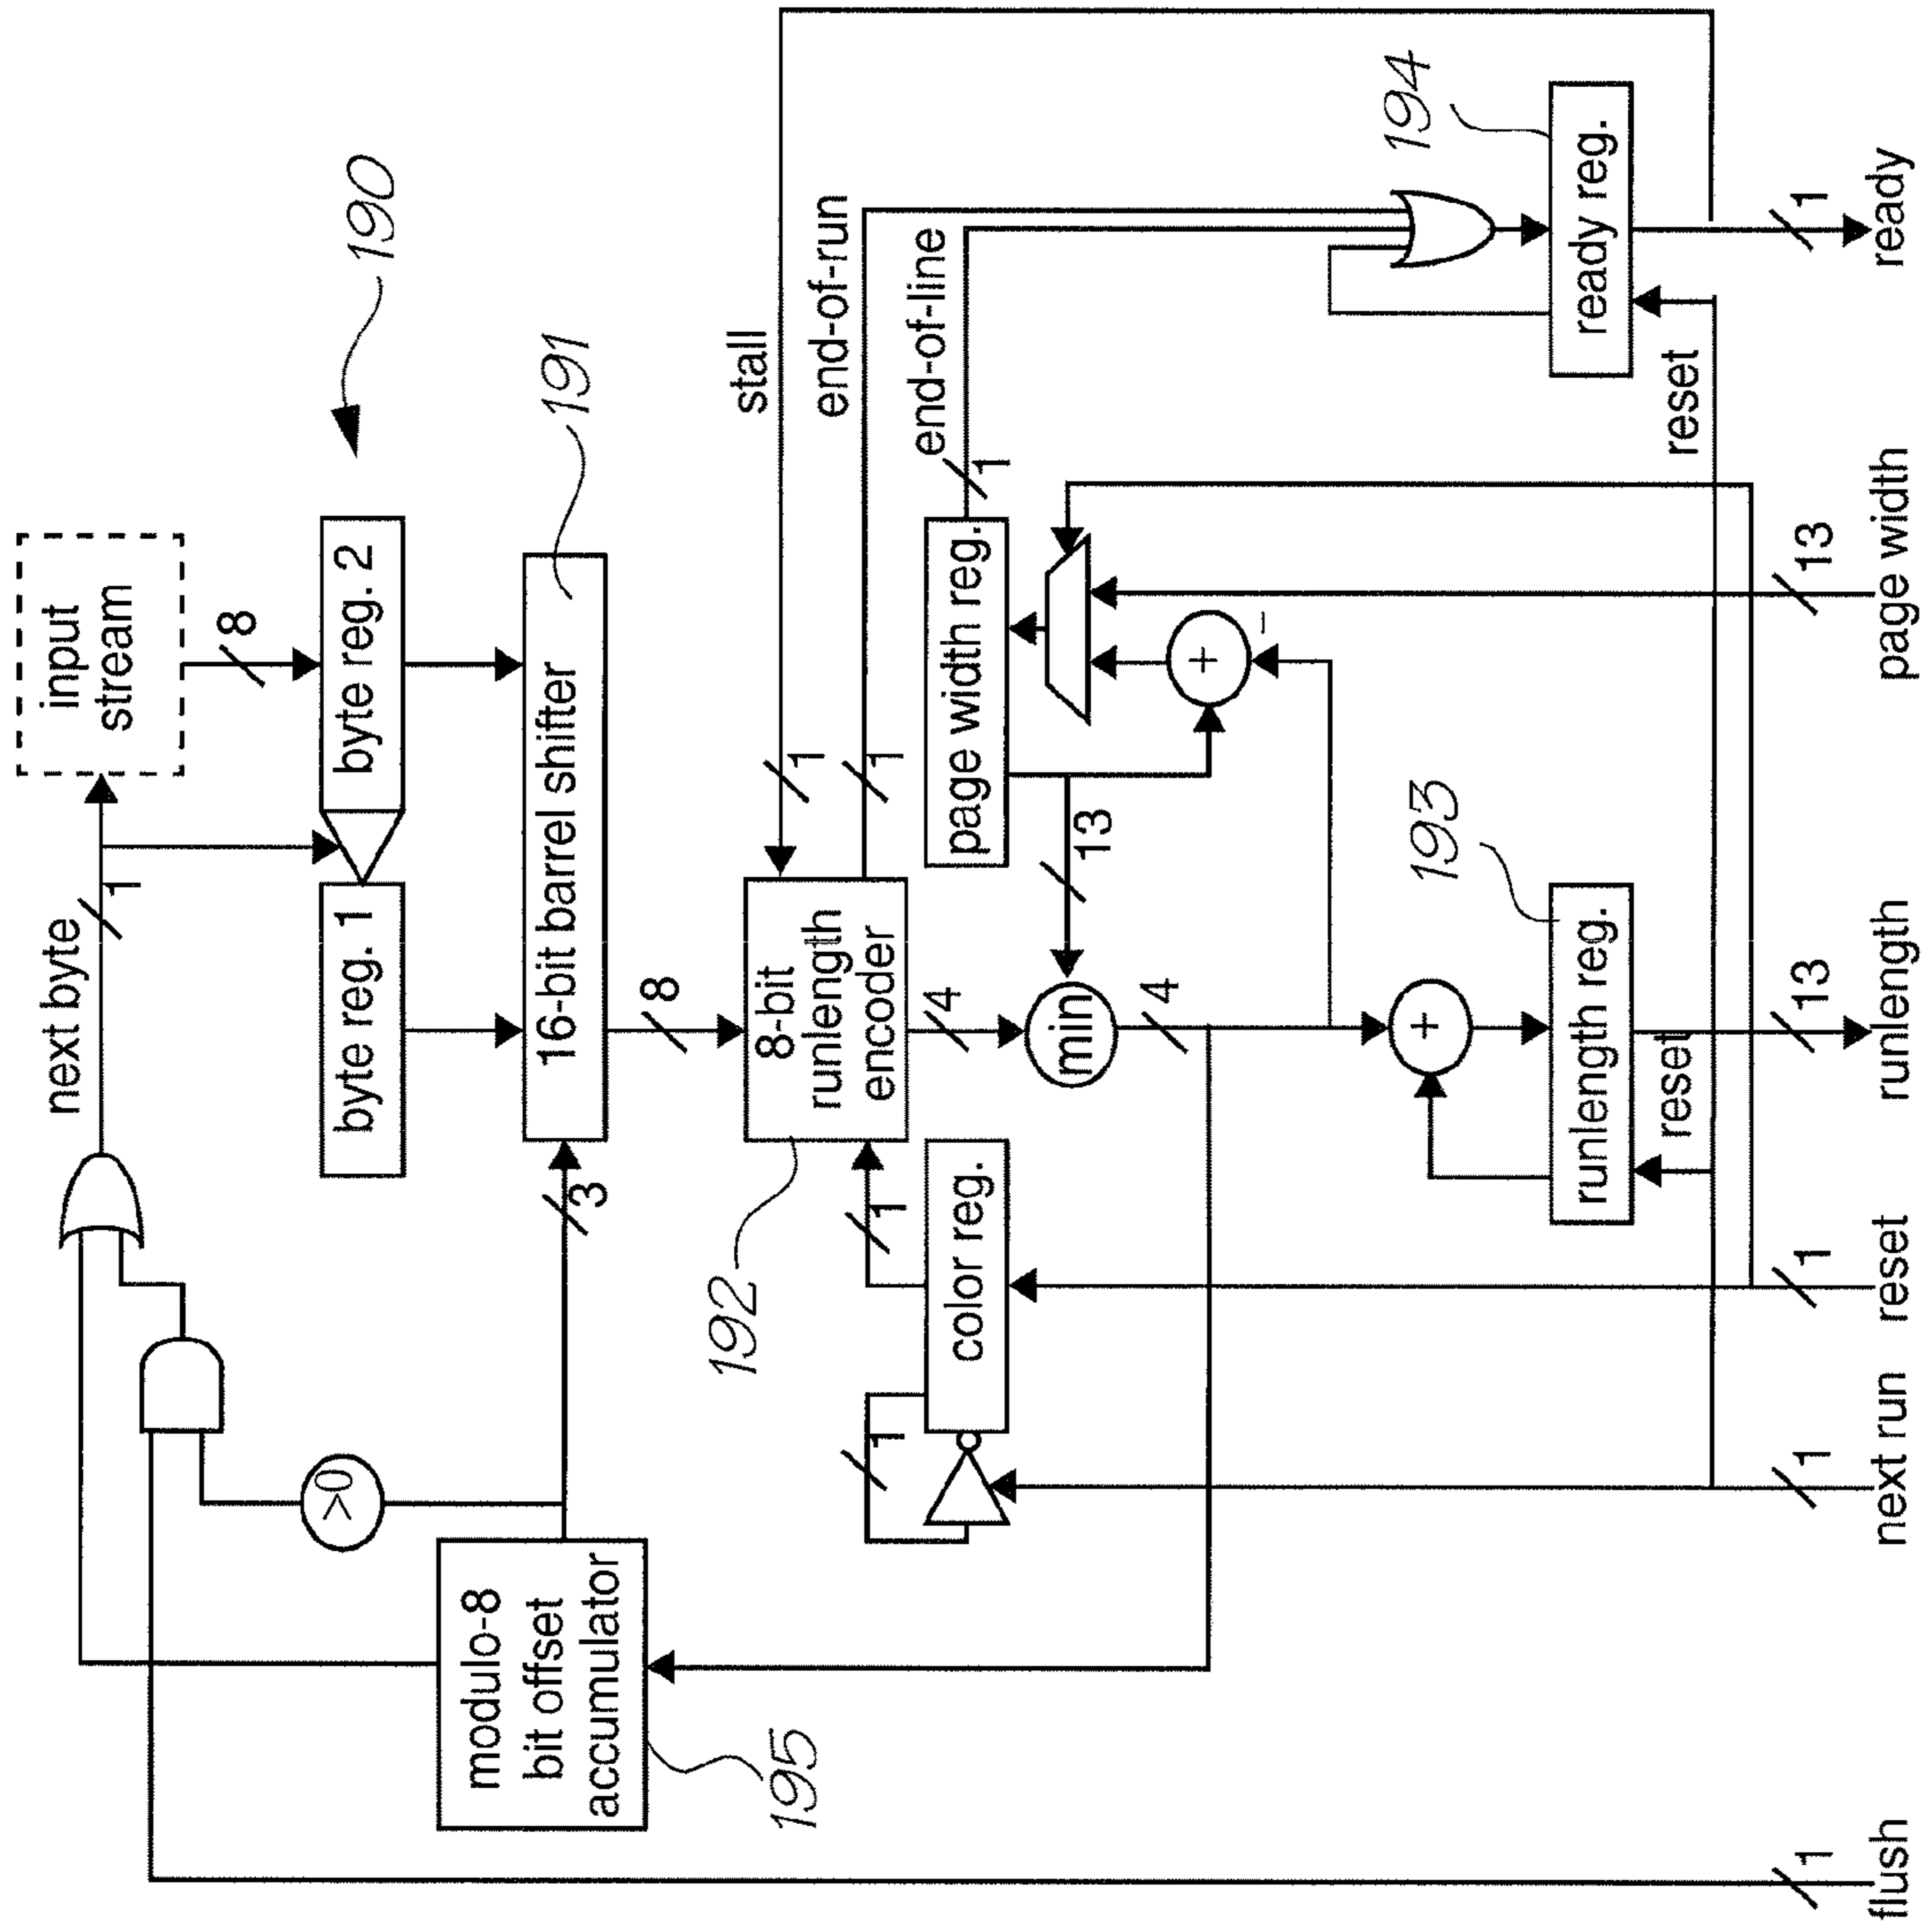 input
stream
next byte
1
190
8
byte reg. 1
byte reg. 2
191
16-bit barrel shifter
3
>0
modulo-8
bit offset
accumulator
195
8
stall
1
end-of-run
1
end-of-line
1
192
8-bit
runlength
encoder
1
color reg.
1
page width reg.
13
4
min
4
+
−
+
193
194
runlength reg.
ready reg.
reset
reset
1
flush
1
next run
1
reset
13
runlength
13
page width
1
ready